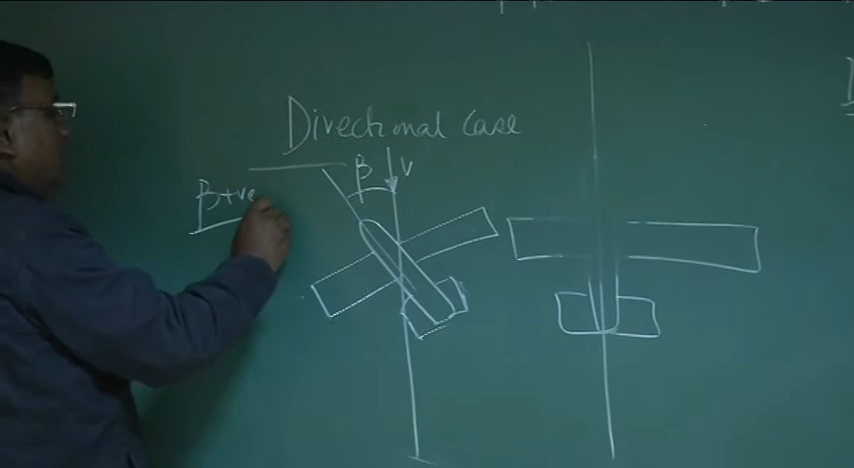 Directional case
β V
β+ve